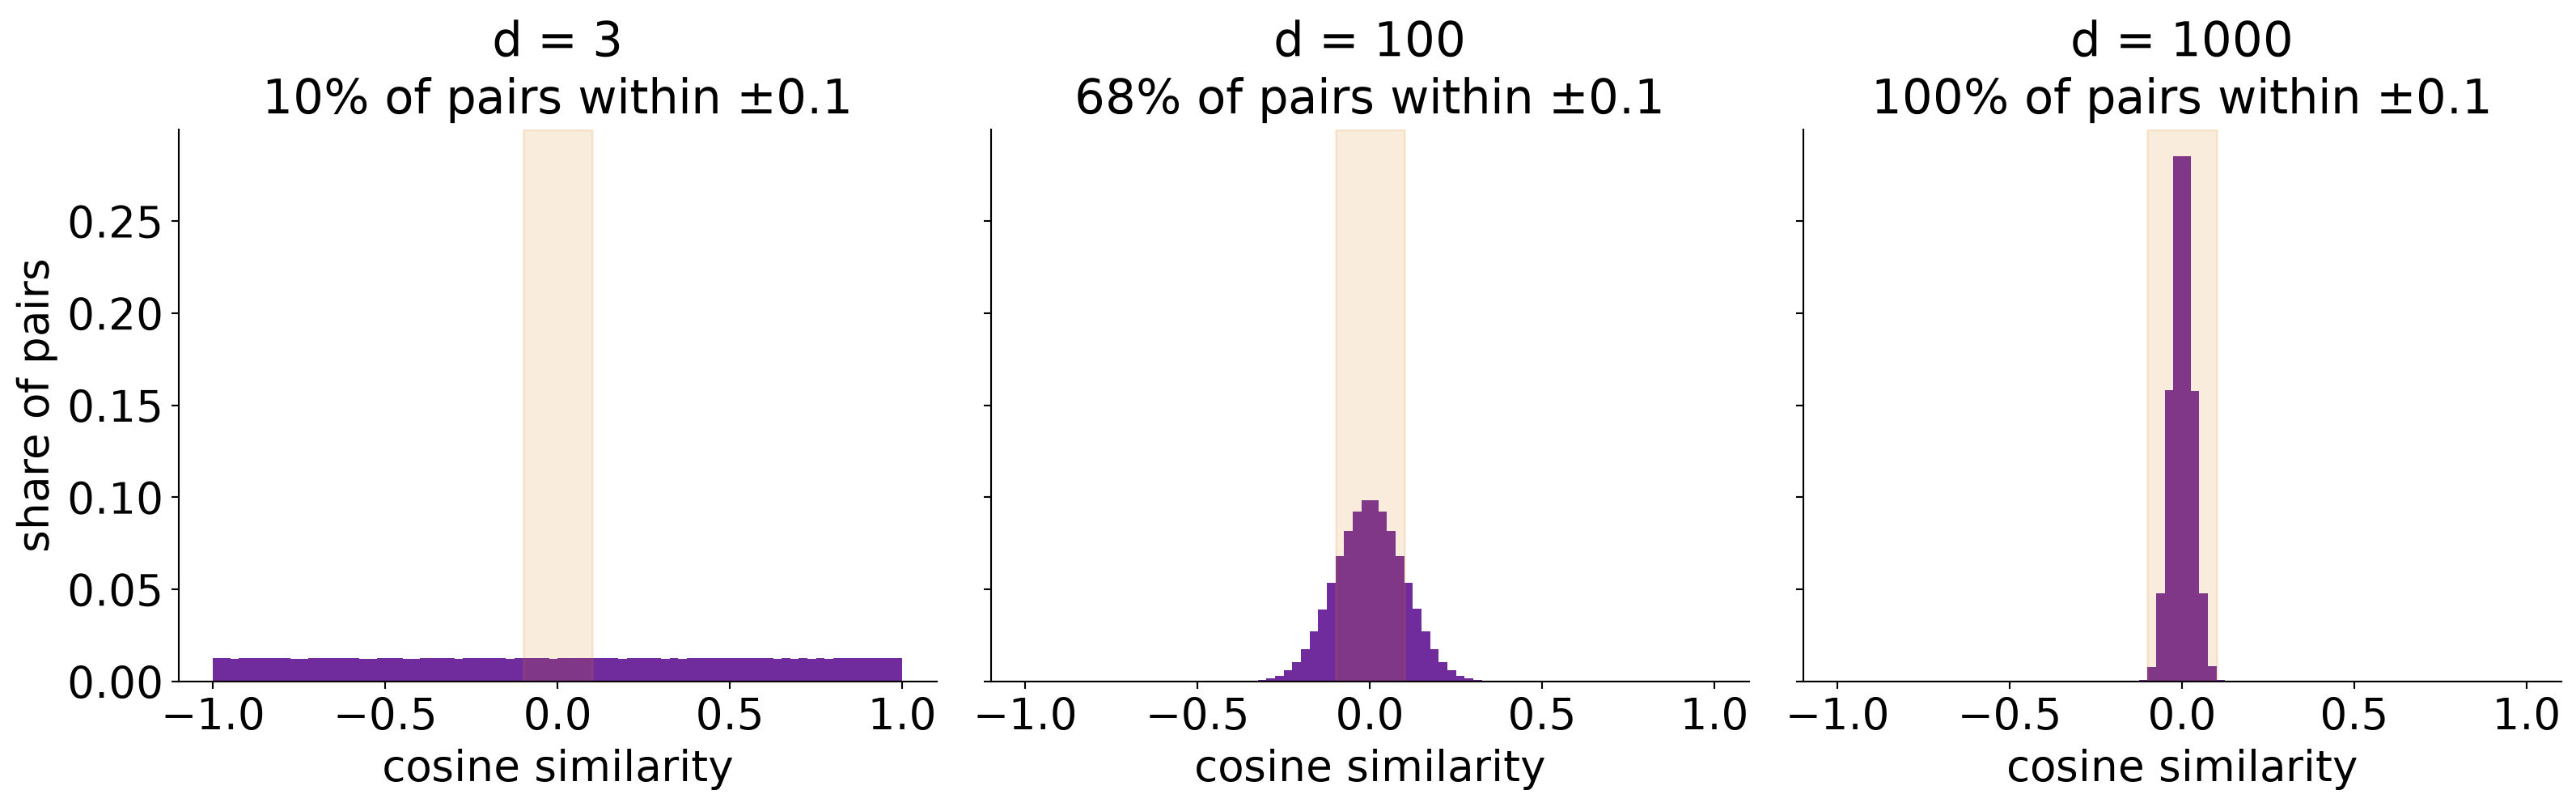 d = 3
10% of pairs within ±0.1
d = 100
68% of pairs within ±0.1
d = 1000
100% of pairs within ±0.1
share of pairs
0.25
0.20
0.15
0.10
0.05
0.00
−1.0 −0.5 0.0 0.5 1.0
cosine similarity
−1.0 −0.5 0.0 0.5 1.0
cosine similarity
−1.0 −0.5 0.0 0.5 1.0
cosine similarity